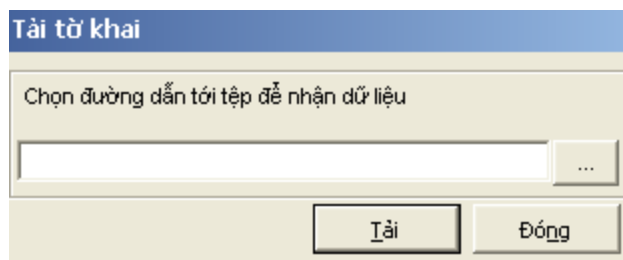 Tải tờ khai
Chọn đường dẫn tới tệp để nhận dữ liệu
...
Tải
Đóng